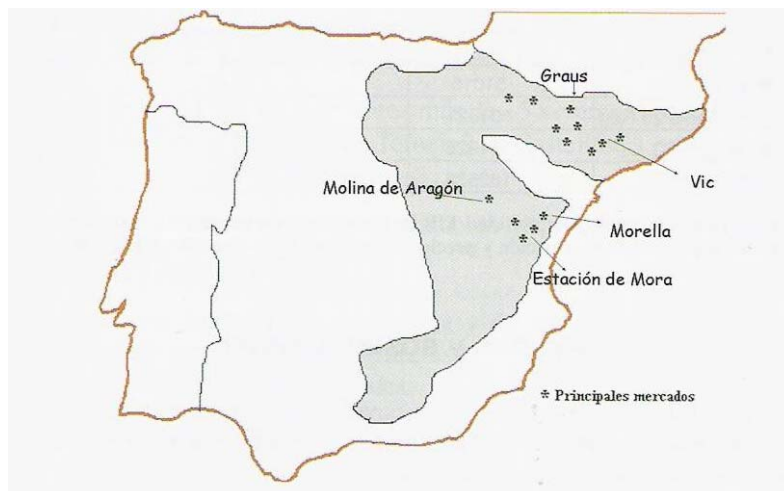 Graus
Vic
Molina de Aragón
Morella
Estación de Mora
* Principales mercados